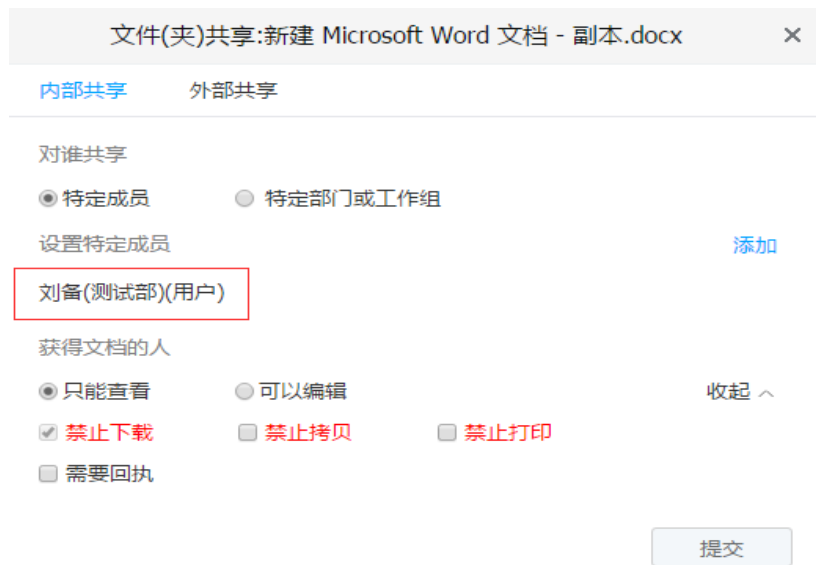 文件(夹)共享:新建 Microsoft Word 文档 - 副本.docx
内部共享 外部共享
对谁共享
特定成员 特定部门或工作组
设置特定成员 添加
刘备(测试部)(用户)
获得文档的人
只能查看 可以编辑 收起
禁止下载 禁止拷贝 禁止打印
需要回执
提交